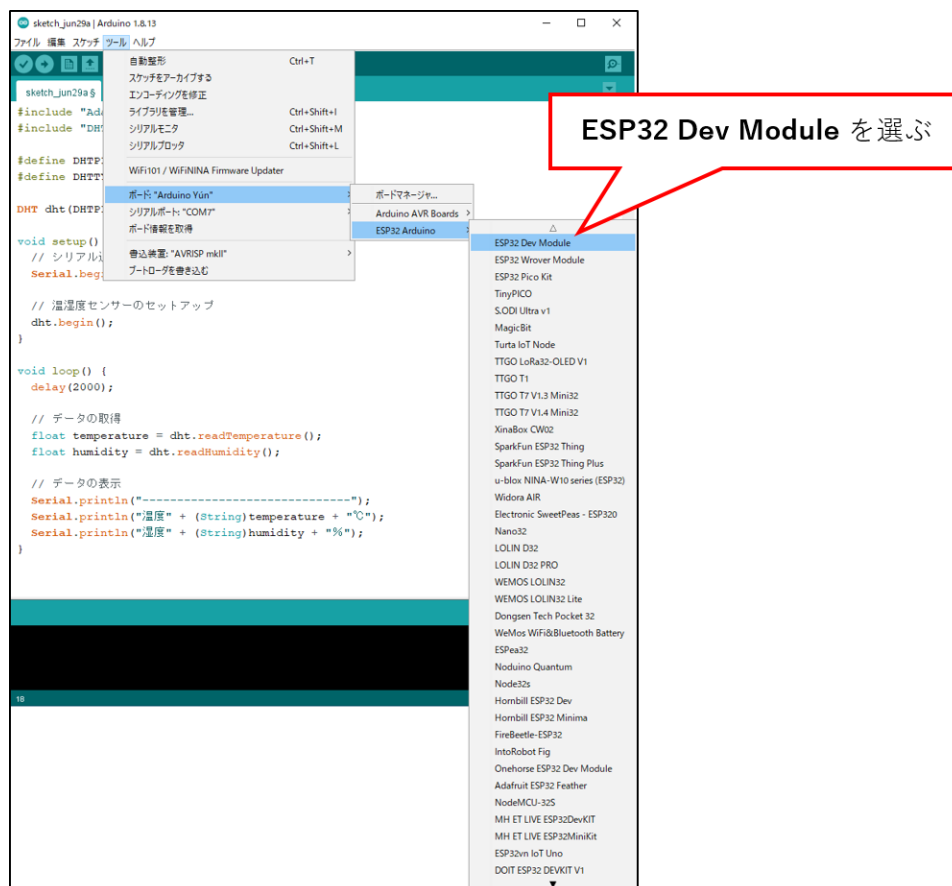 sketch_jun29a | Arduino 1.8.13
ファイル 編集 スケッチ ツール ヘルプ
sketch_jun29a §
自動整形 Ctrl+T
スケッチをアーカイブする
エンコーディングを修正
ライブラリを管理... Ctrl+Shift+I
シリアルモニタ Ctrl+Shift+M
シリアルプロッタ Ctrl+Shift+L
WiFi101 / WiFiNINA Firmware Updater
ボード: "Arduino Yún"
シリアルポート: "COM7"
ボード情報を取得
書込装置: "AVRISP mkII"
ブートローダを書き込む
ボードマネージャ...
Arduino AVR Boards
ESP32 Arduino
ESP32 Dev Module を選ぶ
#include "Ad
#include "DH
#define DHTP
#define DHTT
DHT dht(DHTP
void setup()
// シリアル
Serial.beg
// 温湿度センサーのセットアップ
dht.begin();
}
void loop() {
delay(2000);
// データの取得
float temperature = dht.readTemperature();
float humidity = dht.readHumidity();
// データの表示
Serial.println("-----------------------------");
Serial.println("温度" + (String)temperature + "℃");
Serial.println("湿度" + (String)humidity + "%");
}
18
ESP32 Dev Module
ESP32 Wrover Module
ESP32 Pico Kit
TinyPICO
S.ODI Ultra v1
MagicBit
Turta IoT Node
TTGO LoRa32-OLED V1
TTGO T1
TTGO T7 V1.3 Mini32
TTGO T7 V1.4 Mini32
XinaBox CW02
SparkFun ESP32 Thing
SparkFun ESP32 Thing Plus
u-blox NINA-W10 series (ESP32)
Widora AIR
Electronic SweetPeas - ESP320
Nano32
LOLIN D32
LOLIN D32 PRO
WEMOS LOLIN32
WEMOS LOLIN32 Lite
Dongsen Tech Pocket 32
WeMos WiFi&Bluetooth Battery
ESPea32
Noduino Quantum
Node32s
Hornbill ESP32 Dev
Hornbill ESP32 Minima
FireBeetle-ESP32
IntoRobot Fig
Onehorse ESP32 Dev Module
Adafruit ESP32 Feather
NodeMCU-32S
MH ET LIVE ESP32DevKIT
MH ET LIVE ESP32MiniKit
ESP32vn IoT Uno
DOIT ESP32 DEVKIT V1